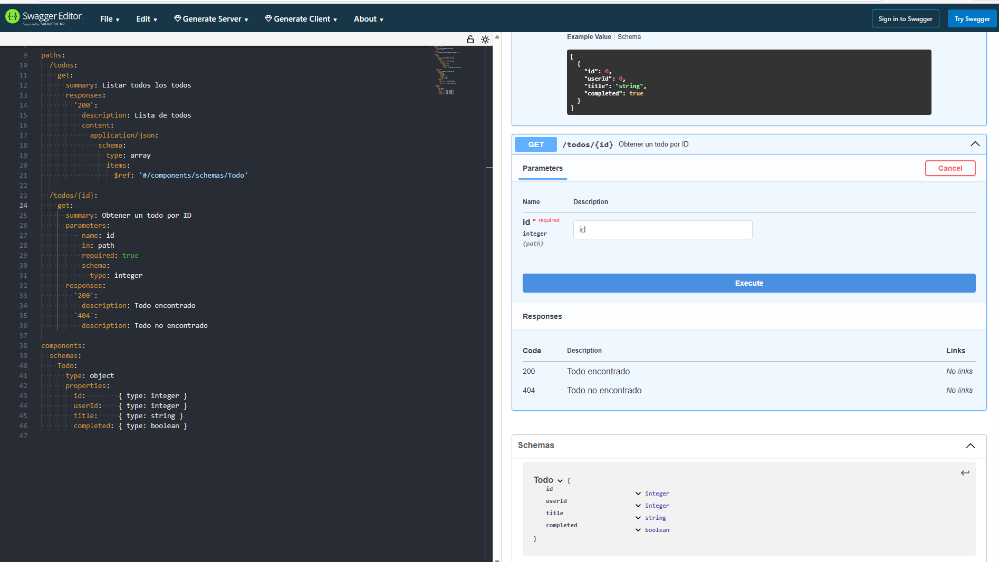 Swagger Editor
Supported by SMARTBEAR
File
Edit
Generate Server
Generate Client
About
Sign in to Swagger
Try Swagger
8
9 paths:
10 /todos:
11 get:
12 summary: Listar todos los todos
13 responses:
14 '200':
15 description: Lista de todos
16 content:
17 application/json:
18 schema:
19 type: array
20 items:
21 $ref: '#/components/schemas/Todo'
22
23 /todos/{id}:
24 get:
25 summary: Obtener un todo por ID
26 parameters:
27 - name: id
28 in: path
29 required: true
30 schema:
31 type: integer
32 responses:
33 '200':
34 description: Todo encontrado
35 '404':
36 description: Todo no encontrado
37
38 components:
39 schemas:
40 Todo:
41 type: object
42 properties:
43 id: { type: integer }
44 userId: { type: integer }
45 title: { type: string }
46 completed: { type: boolean }
47
Example Value | Schema
[
{
"id": 0,
"userId": 0,
"title": "string",
"completed": true
}
]
GET /todos/{id} Obtener un todo por ID
Parameters
Cancel
Name Description
id * required
integer
(path)
id
Execute
Responses
Code Description Links
200 Todo encontrado No links
404 Todo no encontrado No links
Schemas
Todo {
id integer
userId integer
title string
completed boolean
}